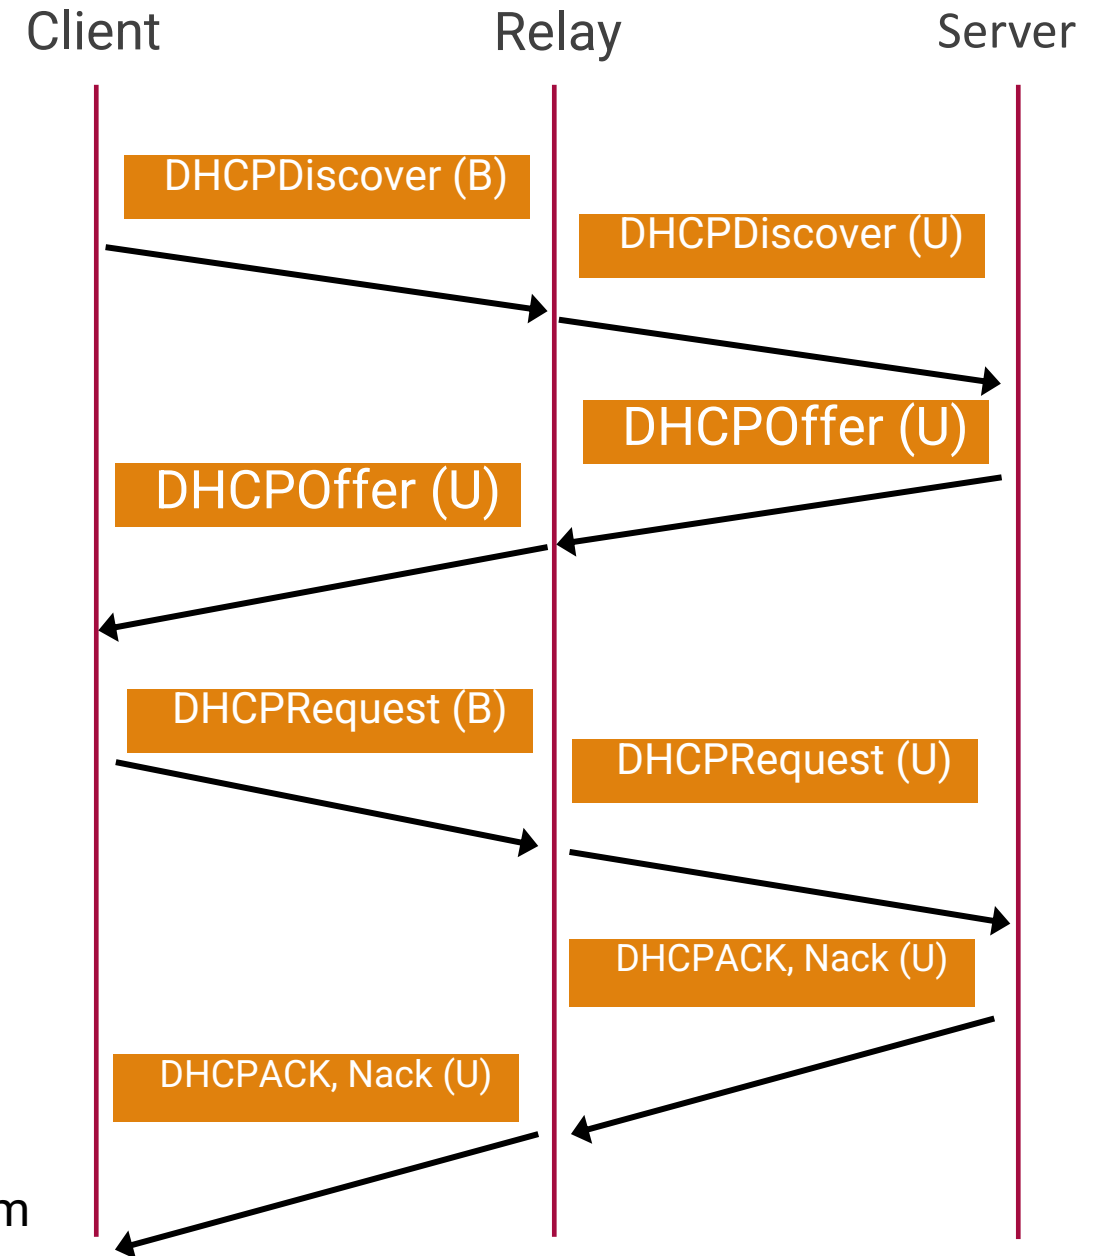 Client
Relay
Server
DHCPDiscover (B)
DHCPDiscover (U)
DHCPOffer (U)
DHCPOffer (U)
DHCPRequest (B)
DHCPRequest (U)
DHCPACK, Nack (U)
DHCPACK, Nack (U)
m